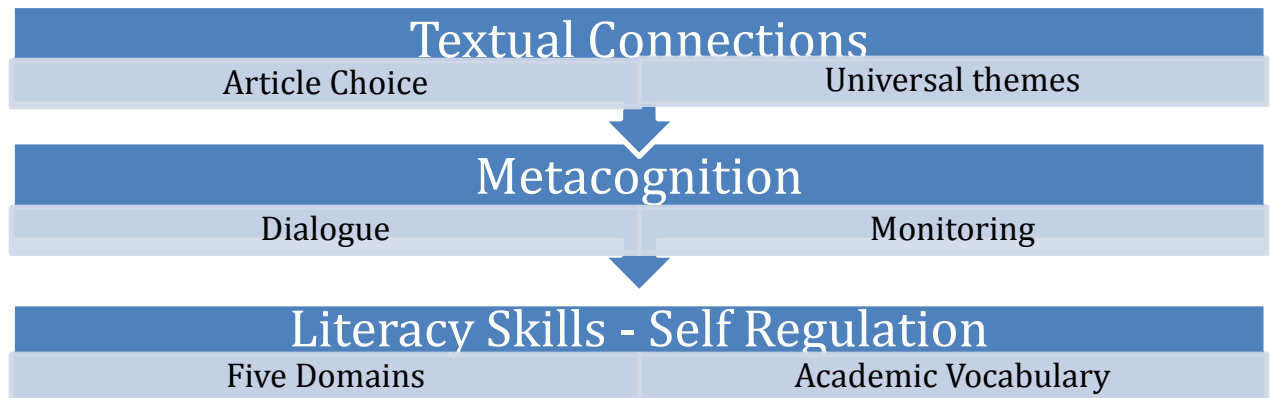 Textual Connections
Article Choice Universal themes
Metacognition
Dialogue Monitoring
Literacy Skills - Self Regulation
Five Domains Academic Vocabulary